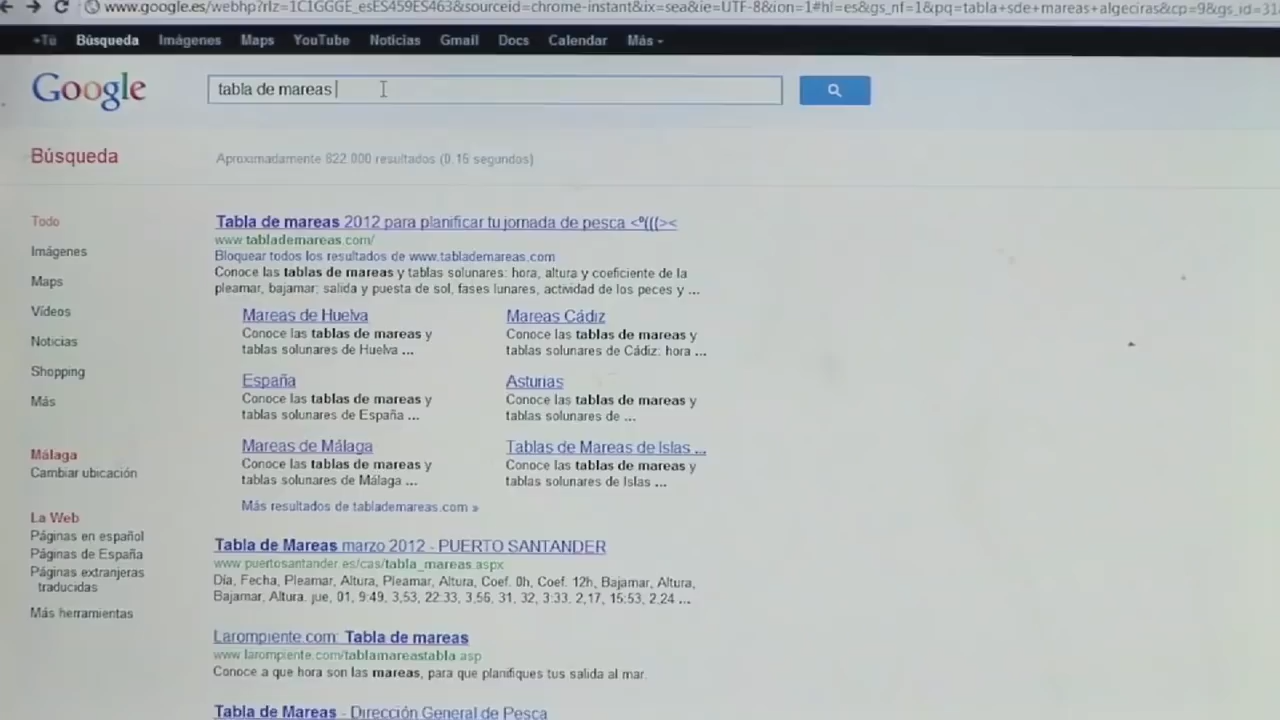 www.google.es/webhp?rlz=1C1GGGE_esES459ES463&sourceid=chrome-instant&ix=sea&ie=UTF-8&ion=1#hl=es&gs_nf=1&pq=tabla+sde+mareas+algeciras&cp=9&gs_id=31
+Tú Búsqueda Imágenes Maps YouTube Noticias Gmail Docs Calendar Más
Google
tabla de mareas
Búsqueda
Aproximadamente 822.000 resultados (0,15 segundos)
Todo
Imágenes
Maps
Vídeos
Noticias
Shopping
Más
Málaga
Cambiar ubicación
La Web
Páginas en español
Páginas de España
Páginas extranjeras
traducidas
Más herramientas
Tabla de mareas 2012 para planificar tu jornada de pesca <º(((><
www.tablademareas.com/
Bloquear todos los resultados de www.tablademareas.com
Conoce las tablas de mareas y tablas solunares: hora, altura y coeficiente de la
pleamar, bajamar; salida y puesta de sol, fases lunares, actividad de los peces y ...
Mareas de Huelva
Conoce las tablas de mareas y
tablas solunares de Huelva ...
Mareas Cádiz
Conoce las tablas de mareas y
tablas solunares de Cádiz: hora ...
España
Conoce las tablas de mareas y
tablas solunares de España ...
Asturias
Conoce las tablas de mareas y
tablas solunares de ...
Mareas de Málaga
Conoce las tablas de mareas y
tablas solunares de Málaga ...
Tablas de Mareas de Islas ...
Conoce las tablas de mareas y
tablas solunares de Islas ...
Más resultados de tablademareas.com »
Tabla de Mareas marzo 2012 - PUERTO SANTANDER
www.puertosantander.es/cas/tabla_mareas.aspx
Día, Fecha, Pleamar, Altura, Pleamar, Altura, Coef. 0h, Coef. 12h, Bajamar, Altura,
Bajamar, Altura. jue, 01, 9:49, 3,53, 22:33, 3,56, 31, 32, 3:33, 2,17, 15:53, 2,24 ...
Larompiente.com: Tabla de mareas
www.larompiente.com/tablamareastabla.asp
Conoce a que hora son las mareas, para que planifiques tus salida al mar.
Tabla de Mareas - Dirección General de Pesca